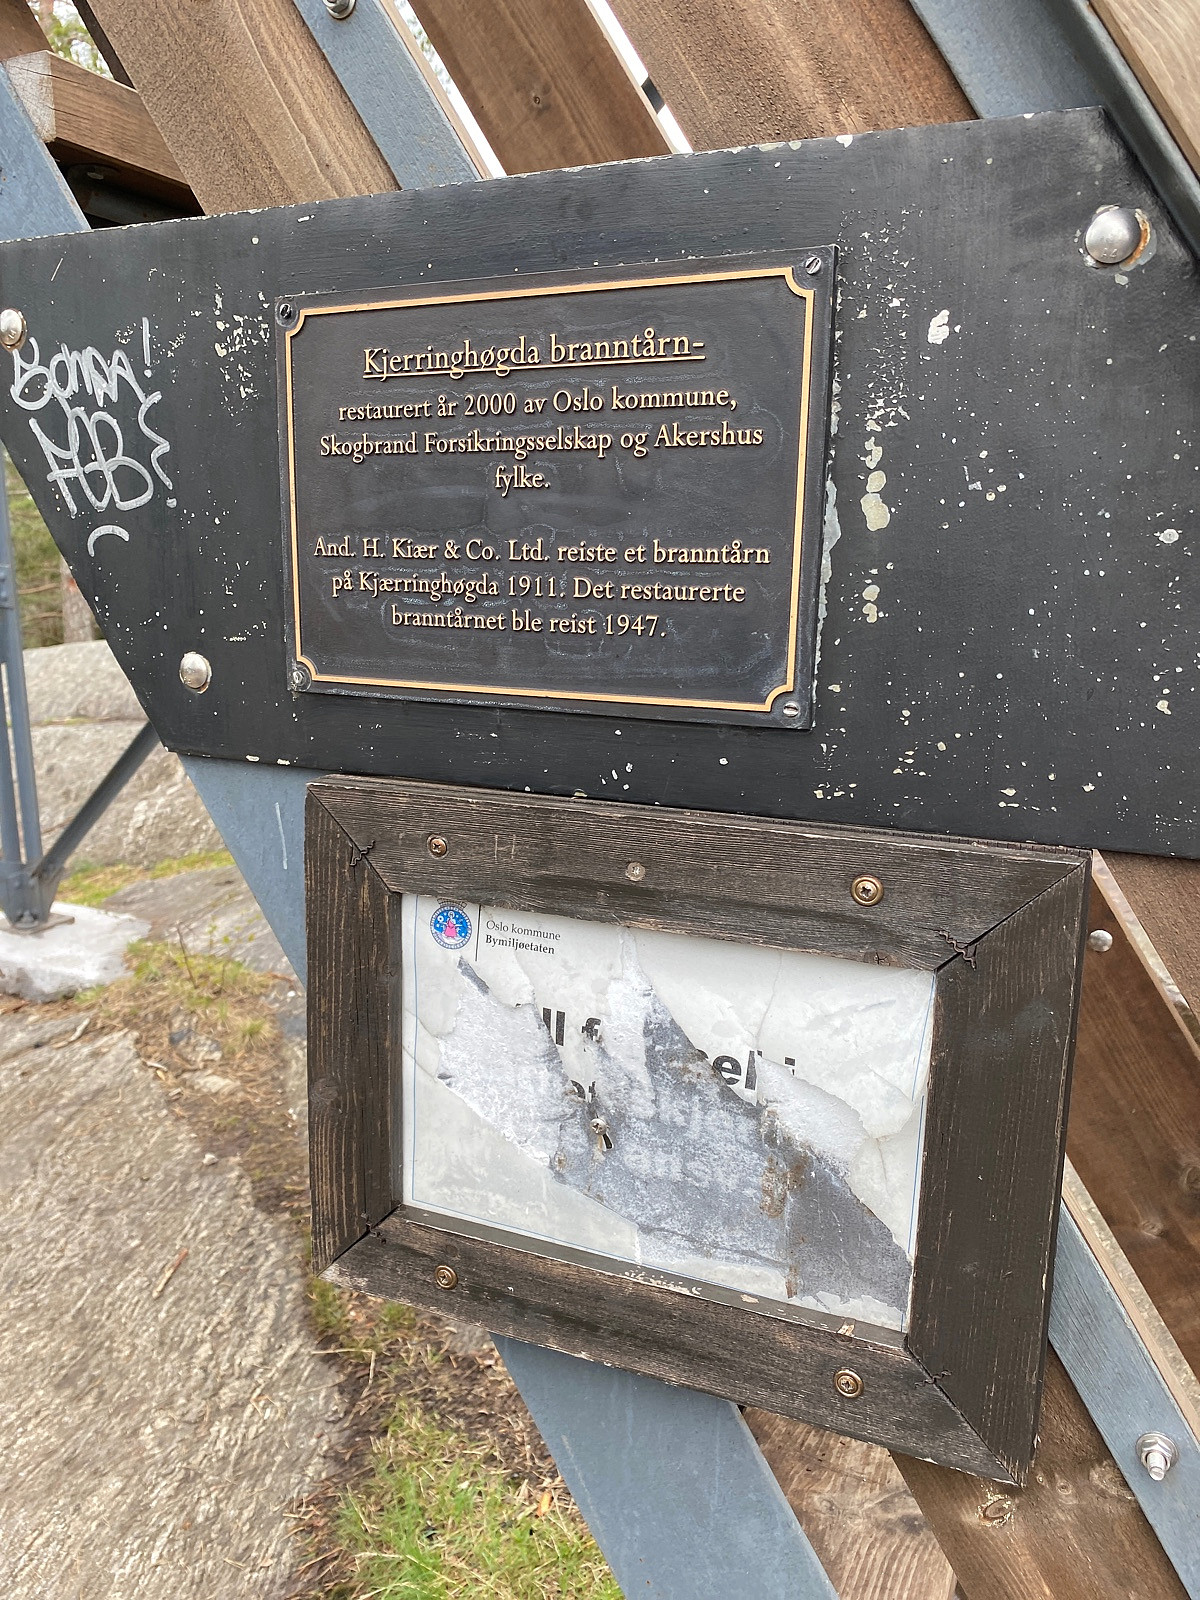 Kjerringhøgda branntårn-
restaurert år 2000 av Oslo kommune,
Skogbrand Forsikringsselskap og Akershus
fylke.
And. H. Kiær & Co. Ltd. reiste et branntårn
på Kjærringhøgda 1911. Det restaurerte
branntårnet ble reist 1947.
Oslo kommune
Bymiljøetaten